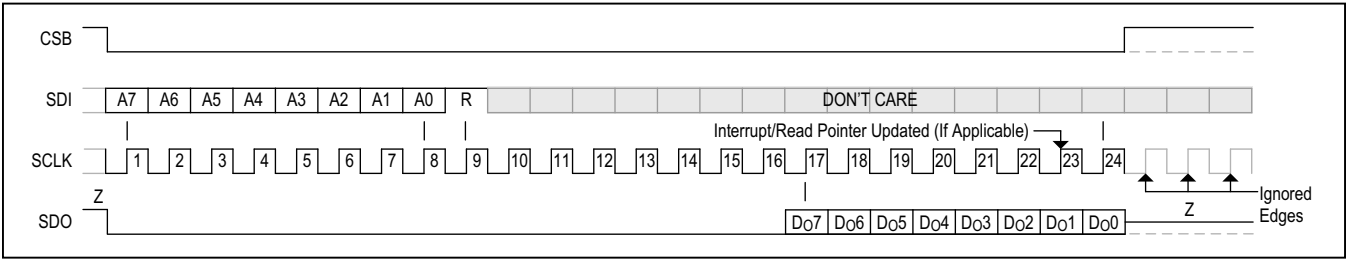 CSB
SDI A7 A6 A5 A4 A3 A2 A1 A0 R DON'T CARE
Interrupt/Read Pointer Updated (If Applicable)
SCLK 1 2 3 4 5 6 7 8 9 10 11 12 13 14 15 16 17 18 19 20 21 22 23 24
Z Ignored
SDO DO7 DO6 DO5 DO4 DO3 DO2 DO1 DO0 Z Edges